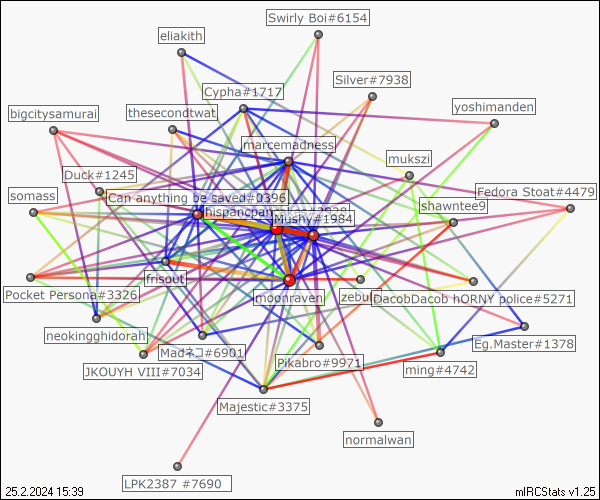 Swirly Boi#6154
eliakith
Silver#7938
Cypha#1717
yoshimanden
bigcitysamurai
thesecondtwat
marcemadness
mukszi
Duck#1245
Can anything be saved#0396
Fedora Stoat#4479
somass
shawntee9
hispancpan
Mushy#1984
frisout
Pocket Persona#3326
moonraven
zebul
DacobDacob hORNY police#5271
neokingghidorah
Eg.Master#1378
Madネコ#6901
Pikabro#9971
JKOUYH VIII#7034
ming#4742
Majestic#3375
normalwan
LPK2387 #7690
25.2.2024 15:39
mIRCStats v1.25